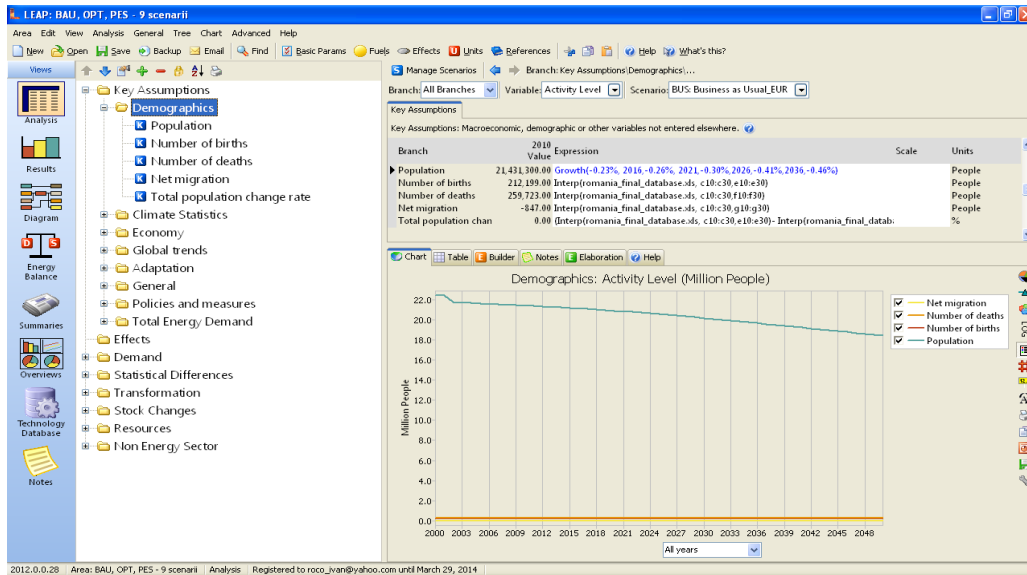 LEAP: BAU, OPT, PES - 9 scenarii
Area Edit View Analysis General Tree Chart Advanced Help
New Open Save Backup Email Find Basic Params Fuels Effects Units References Help What's this?
Views
Analysis
Results
Diagram
Energy
Balance
Summaries
Overviews
Technology
Database
Notes
Key Assumptions
Demographics
Population
Number of births
Number of deaths
Net migration
Total population change rate
Climate Statistics
Economy
Global trends
Adaptation
General
Policies and measures
Total Energy Demand
Effects
Demand
Statistical Differences
Transformation
Stock Changes
Resources
Non Energy Sector
Manage Scenarios Branch: Key Assumptions\Demographics\...
Branch: All Branches Variable: Activity Level Scenario: BUS: Business as Usual_EUR
Key Assumptions
Key Assumptions: Macroeconomic, demographic or other variables not entered elsewhere.
Branch 2010 Value Expression Scale Units
Population 21,431,300.00 Growth(-0.23%, 2016,-0.26%, 2021,-0.30%,2026,-0.41%,2036,-0.46%) People
Number of births 212,199.00 Interp(romania_final_database.xls, c10:c30,e10:e30) People
Number of deaths 259,723.00 Interp(romania_final_database.xls, c10:c30,f10:f30) People
Net migration -847.00 Interp(romania_final_database.xls, c10:c30,g10:g30) People
Total population chan 0.00 (Interp(romania_final_database.xls, c10:c30,e10:e30)- Interp(romania_final_datab: %
Chart Table Builder Notes Elaboration Help
Demographics: Activity Level (Million People)
Million People
22.0
20.0
18.0
16.0
14.0
12.0
10.0
8.0
6.0
4.0
2.0
0.0
2000 2003 2006 2009 2012 2015 2018 2021 2024 2027 2030 2033 2036 2039 2042 2045 2048
Net migration
Number of deaths
Number of births
Population
All years
2012.0.0.28 Area: BAU, OPT, PES - 9 scenarii Analysis Registered to roco_ivan@yahoo.com until March 29, 2014